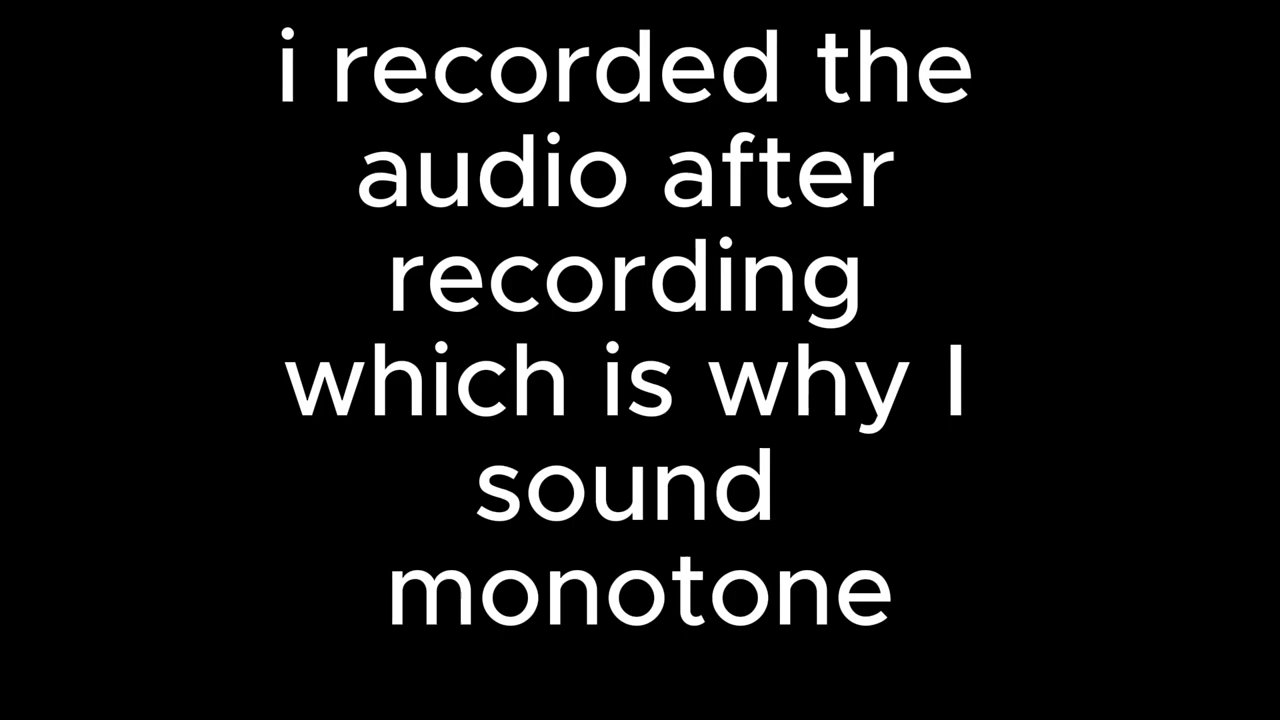 i recorded the
audio after
recording
which is why I
sound
monotone